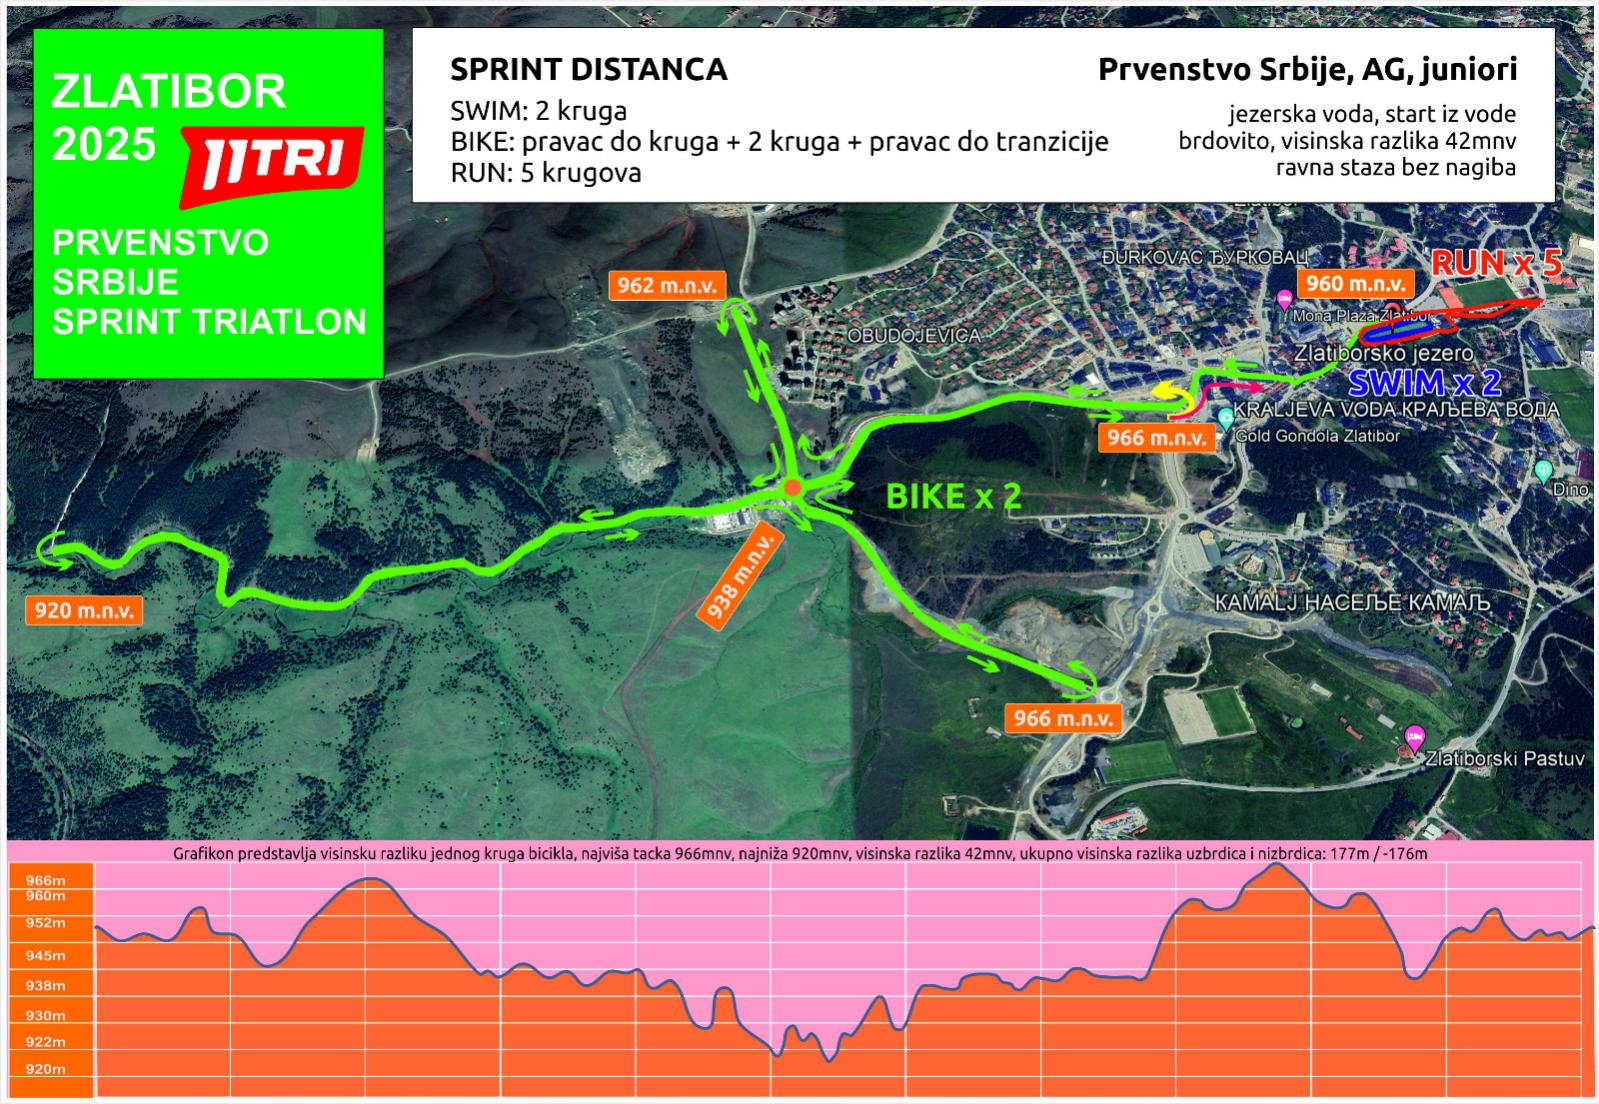 ZLATIBOR
2025 11TRI
PRVENSTVO
SRBIJE
SPRINT TRIATLON
SPRINT DISTANCA
SWIM: 2 kruga
BIKE: pravac do kruga + 2 kruga + pravac do tranzicije
RUN: 5 krugova
Prvenstvo Srbije, AG, juniori
jezerska voda, start iz vode
brdovito, visinska razlika 42mnv
ravna staza bez nagiba
ĐURKOVAC ЂУРКОВАЦ
RUN x 5
962 m.n.v.
960 m.n.v.
Mona Plaza Zlatibor
OBUDOJEVICA
Zlatiborsko jezero
SWIM x 2
KRALJEVA VODA КРАЉЕВА ВОДА
966 m.n.v.
Gold Gondola Zlatibor
BIKE x 2
Dino
938 m.n.v.
920 m.n.v.
KAMALJ НАСЕЉЕ КАМАЉ
966 m.n.v.
Zlatiborski Pastuv
Grafikon predstavlja visinsku razliku jednog kruga bicikla, najviša tacka 966mnv, najniža 920mnv, visinska razlika 42mnv, ukupno visinska razlika uzbrdica i nizbrdica: 177m / -176m
966m
960m
952m
945m
938m
930m
922m
920m